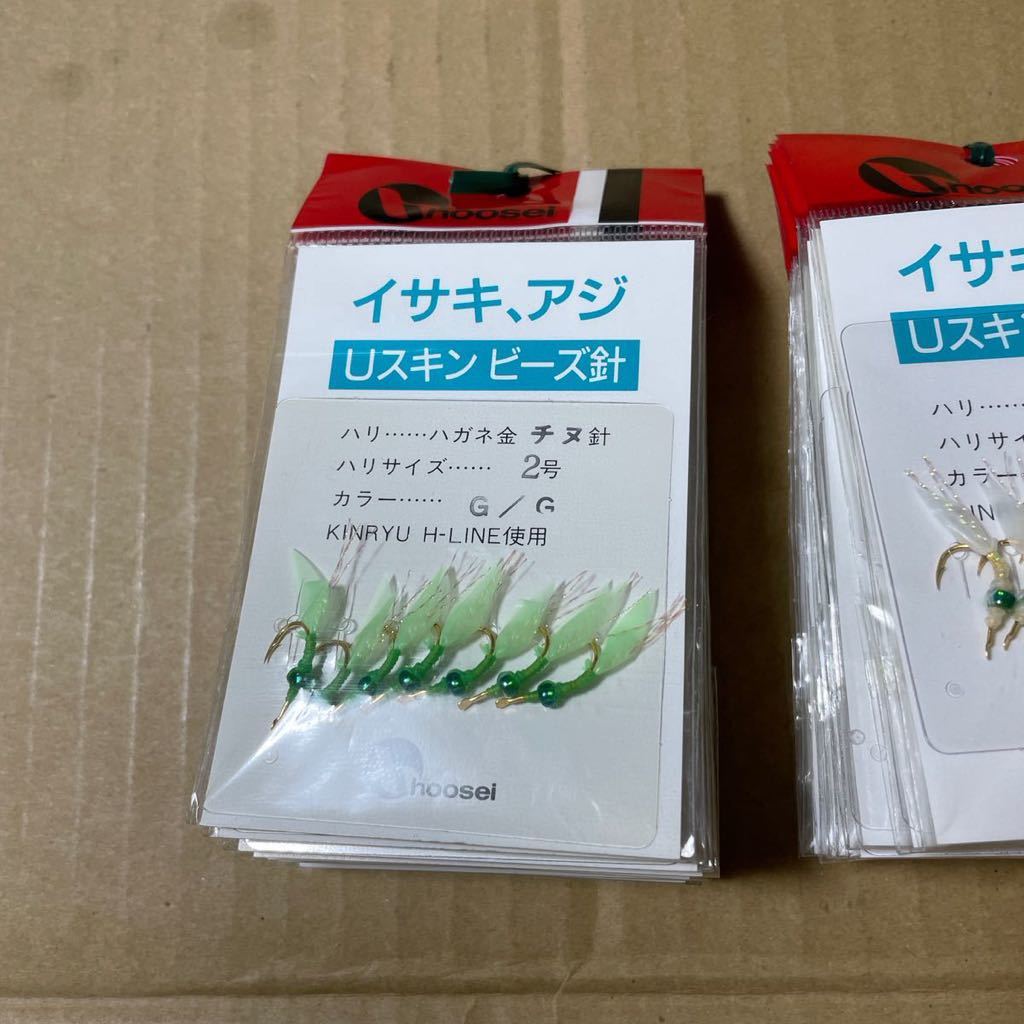 hoosei
イサキ、アジ
Uスキン ビーズ針
ハリ……ハガネ金 チヌ針
ハリサイズ…… 2号
カラー…… G／G
KINRYU H-LINE使用
hoosei
hoosei
イサキ
Uスキ
ハリ……
ハリサイ
カラー
IN